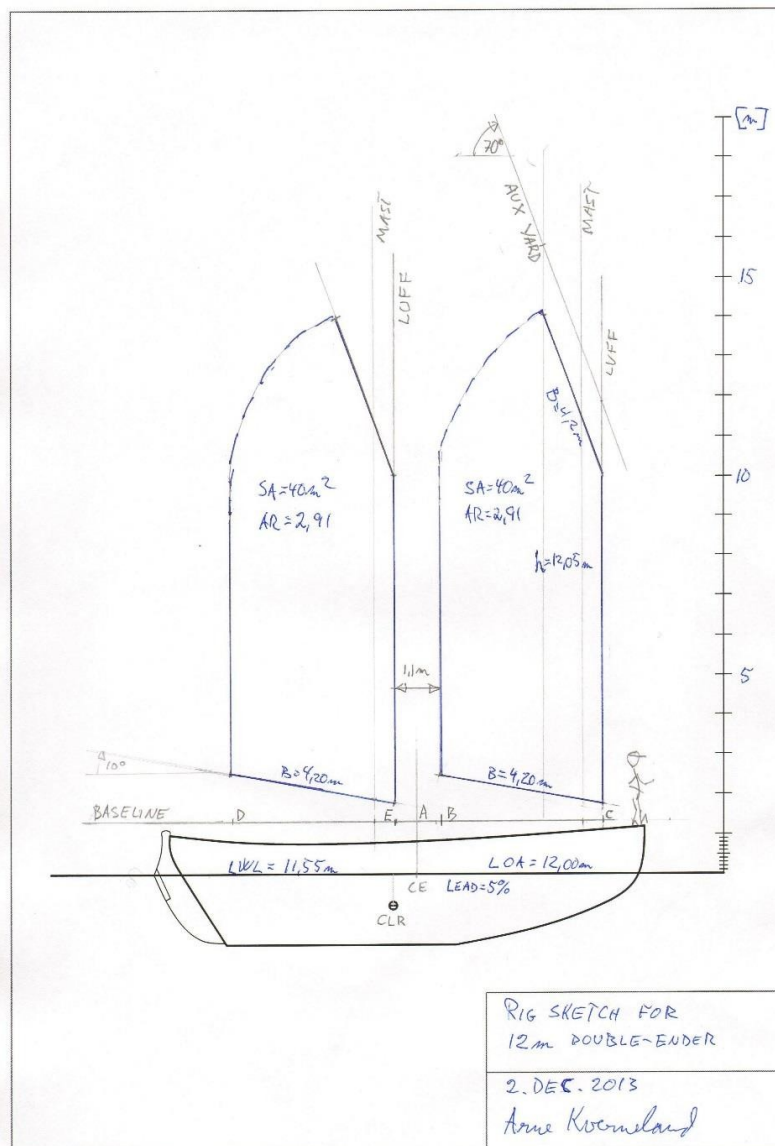 [m]
70°
AUX YARD
MAST
LUFF
MAST
LUFF
15
10
5
B=4,2m
SA=40m²
AR=2,91
SA=40m²
AR=2,91
h=12,05m
1,1m
10°
B=4,20m
B=4,20m
BASELINE D E A B C
LWL = 11,55m
LOA = 12,00m
CE LEAD=5%
CLR
RIG SKETCH FOR
12m DOUBLE-ENDER
2. DEC. 2013
Arne Kverneland